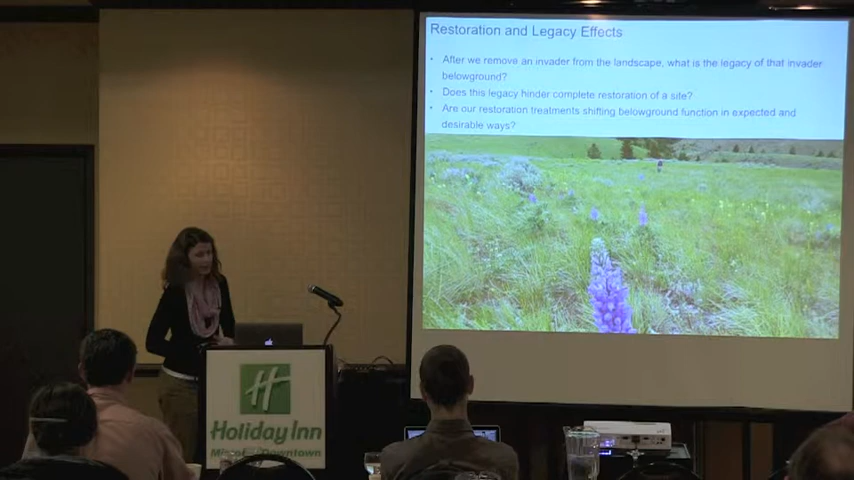 Restoration and Legacy Effects
• After we remove an invader from the landscape, what is the legacy of that invader
belowground?
• Does this legacy hinder complete restoration of a site?
• Are our restoration treatments shifting belowground function in expected and
desirable ways?
H
Holiday Inn
Downtown